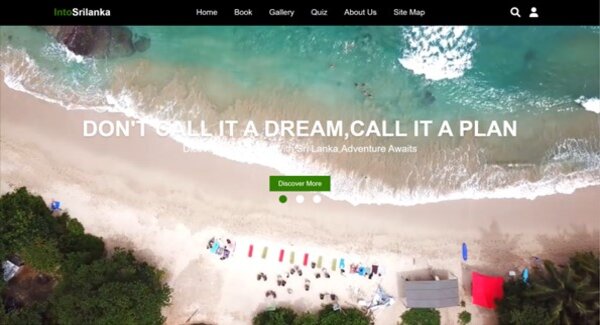 IntoSrilanka Home Book Gallery Quiz About Us Site Map
DON'T CALL IT A DREAM,CALL IT A PLAN
With Sri Lanka,Adventure Awaits
Discover More